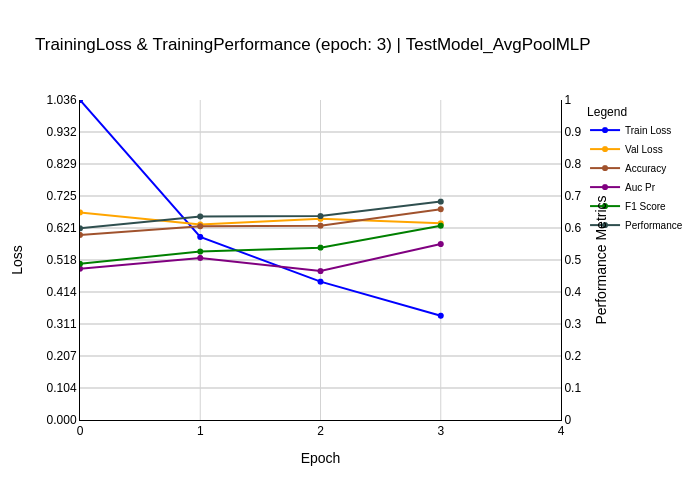 TrainingLoss & TrainingPerformance (epoch: 3) | TestModel_AvgPoolMLP
1.036
0.932
0.829
0.725
0.621
0.518
0.414
0.311
0.207
0.104
0.000
Loss
0
1
2
3
4
Epoch
1
0.9
0.8
0.7
0.6
0.5
0.4
0.3
0.2
0.1
0
Performance Metrics
Legend
Train Loss
Val Loss
Accuracy
Auc Pr
F1 Score
Performance